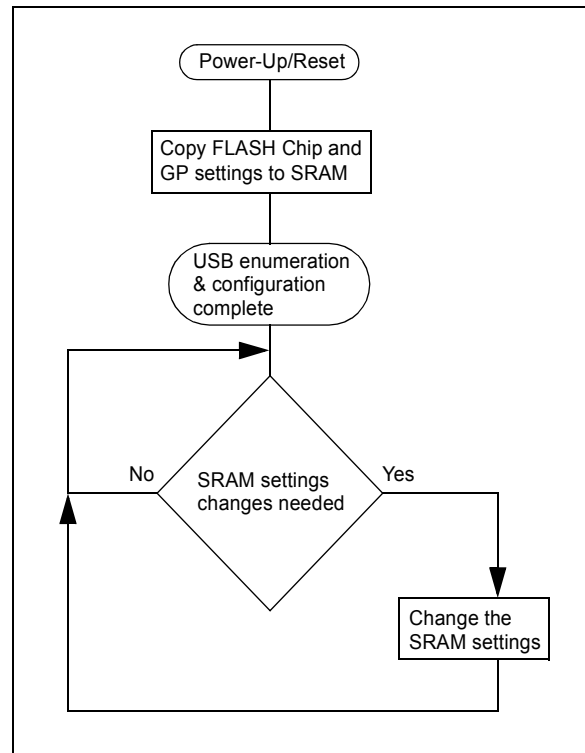 Power-Up/Reset
Copy FLASH Chip and
GP settings to SRAM
USB enumeration
& configuration
complete
No
SRAM settings
changes needed
Yes
Change the
SRAM settings